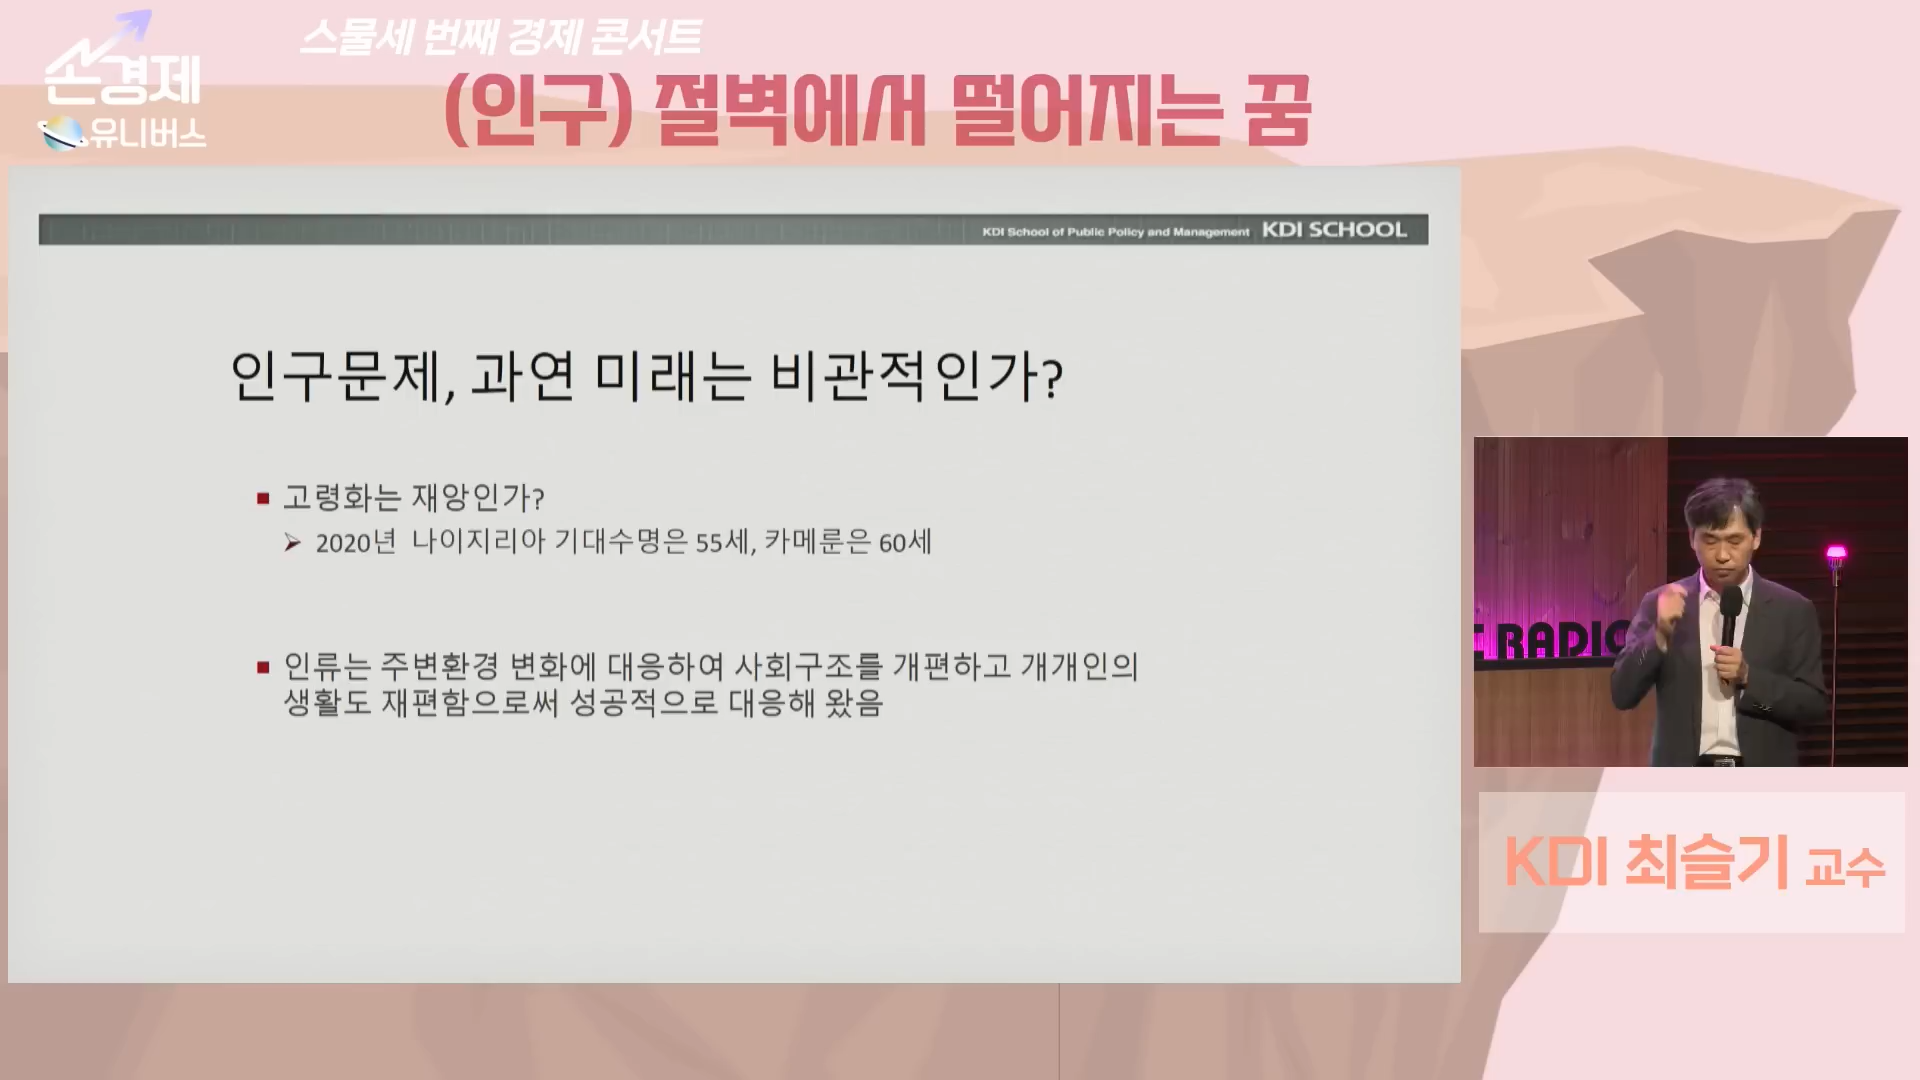 손경제
유니버스
스물세 번째 경제 콘서트
(인구) 절벽에서 떨어지는 꿈
KDI School of Public Policy and Management KDI SCHOOL
인구문제, 과연 미래는 비관적인가?
고령화는 재앙인가?
2020년 나이지리아 기대수명은 55세, 카메룬은 60세
인류는 주변환경 변화에 대응하여 사회구조를 개편하고 개개인의
생활도 재편함으로써 성공적으로 대응해 왔음
RADIO
KDI 최슬기 교수